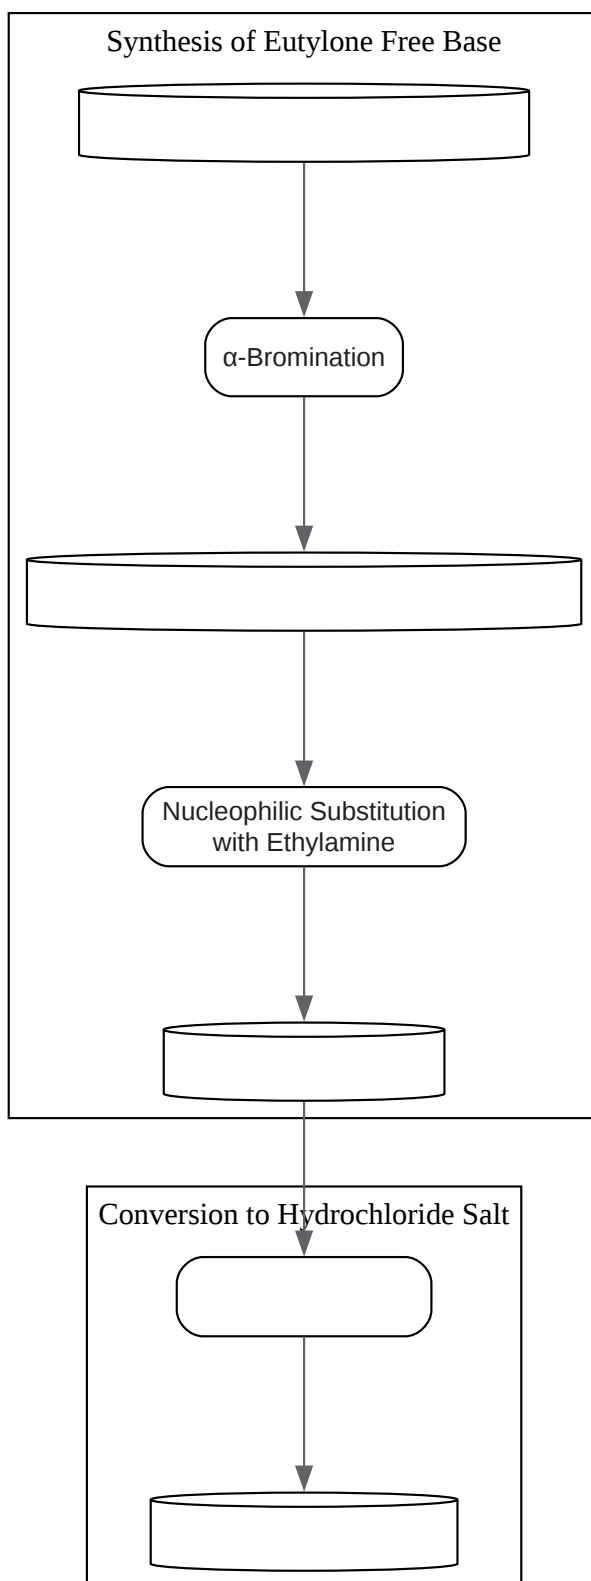 Synthesis of Eutylone Free Base
α-Bromination
Nucleophilic Substitution
with Ethylamine
Conversion to Hydrochloride Salt